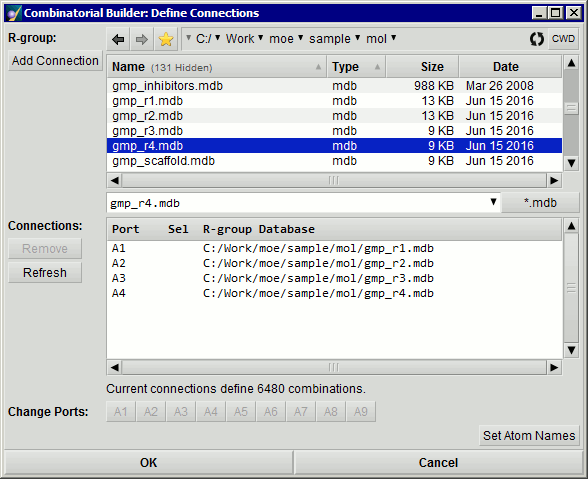 Combinatorial Builder: Define Connections
R-group:
C:/ Work moe sample mol
CWD
Add Connection
Name (131 Hidden) Type Size Date
gmp_inhibitors.mdb mdb 988 KB Mar 26 2008
gmp_r1.mdb mdb 13 KB Jun 15 2016
gmp_r2.mdb mdb 13 KB Jun 15 2016
gmp_r3.mdb mdb 9 KB Jun 15 2016
gmp_r4.mdb mdb 9 KB Jun 15 2016
gmp_scaffold.mdb mdb 9 KB Jun 15 2016
gmp_r4.mdb
*.mdb
Connections:
Remove
Refresh
Port Sel R-group Database
A1 C:/Work/moe/sample/mol/gmp_r1.mdb
A2 C:/Work/moe/sample/mol/gmp_r2.mdb
A3 C:/Work/moe/sample/mol/gmp_r3.mdb
A4 C:/Work/moe/sample/mol/gmp_r4.mdb
Current connections define 6480 combinations.
Change Ports: A1 A2 A3 A4 A5 A6 A7 A8 A9
Set Atom Names
OK Cancel